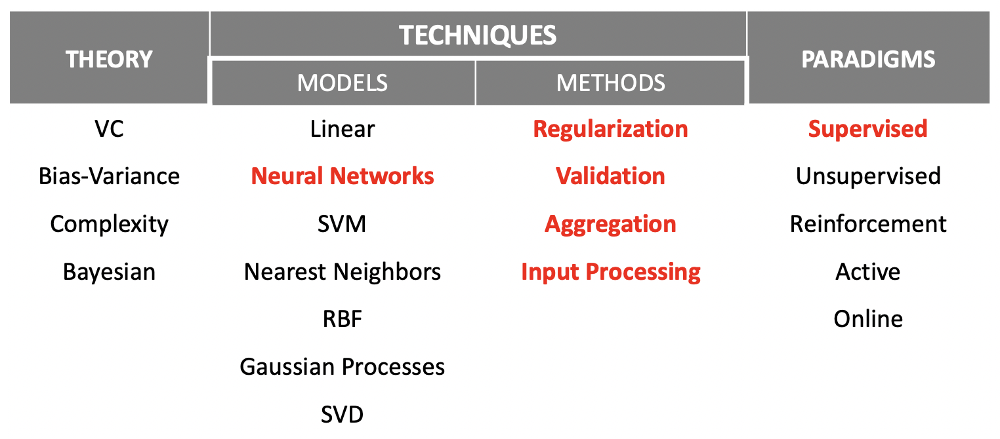 THEORY TECHNIQUES PARADIGMS
MODELS METHODS
VC Linear Regularization Supervised
Bias-Variance Neural Networks Validation Unsupervised
Complexity SVM Aggregation Reinforcement
Bayesian Nearest Neighbors Input Processing Active
RBF Online
Gaussian Processes
SVD